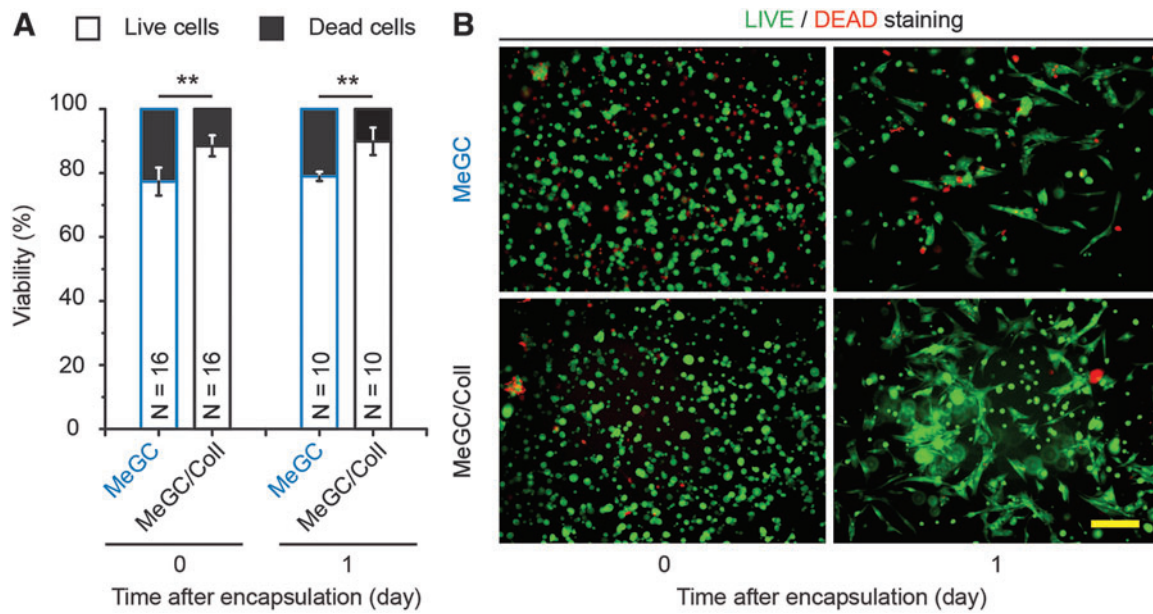 A
Live cells
Dead cells
**
**
Viability (%)
100
80
60
40
20
0
N = 16
N = 16
N = 10
N = 10
MeGC
MeGC/Coll
MeGC
MeGC/Coll
0
1
Time after encapsulation (day)
B
LIVE / DEAD staining
MeGC
MeGC/Coll
0
1
Time after encapsulation (day)